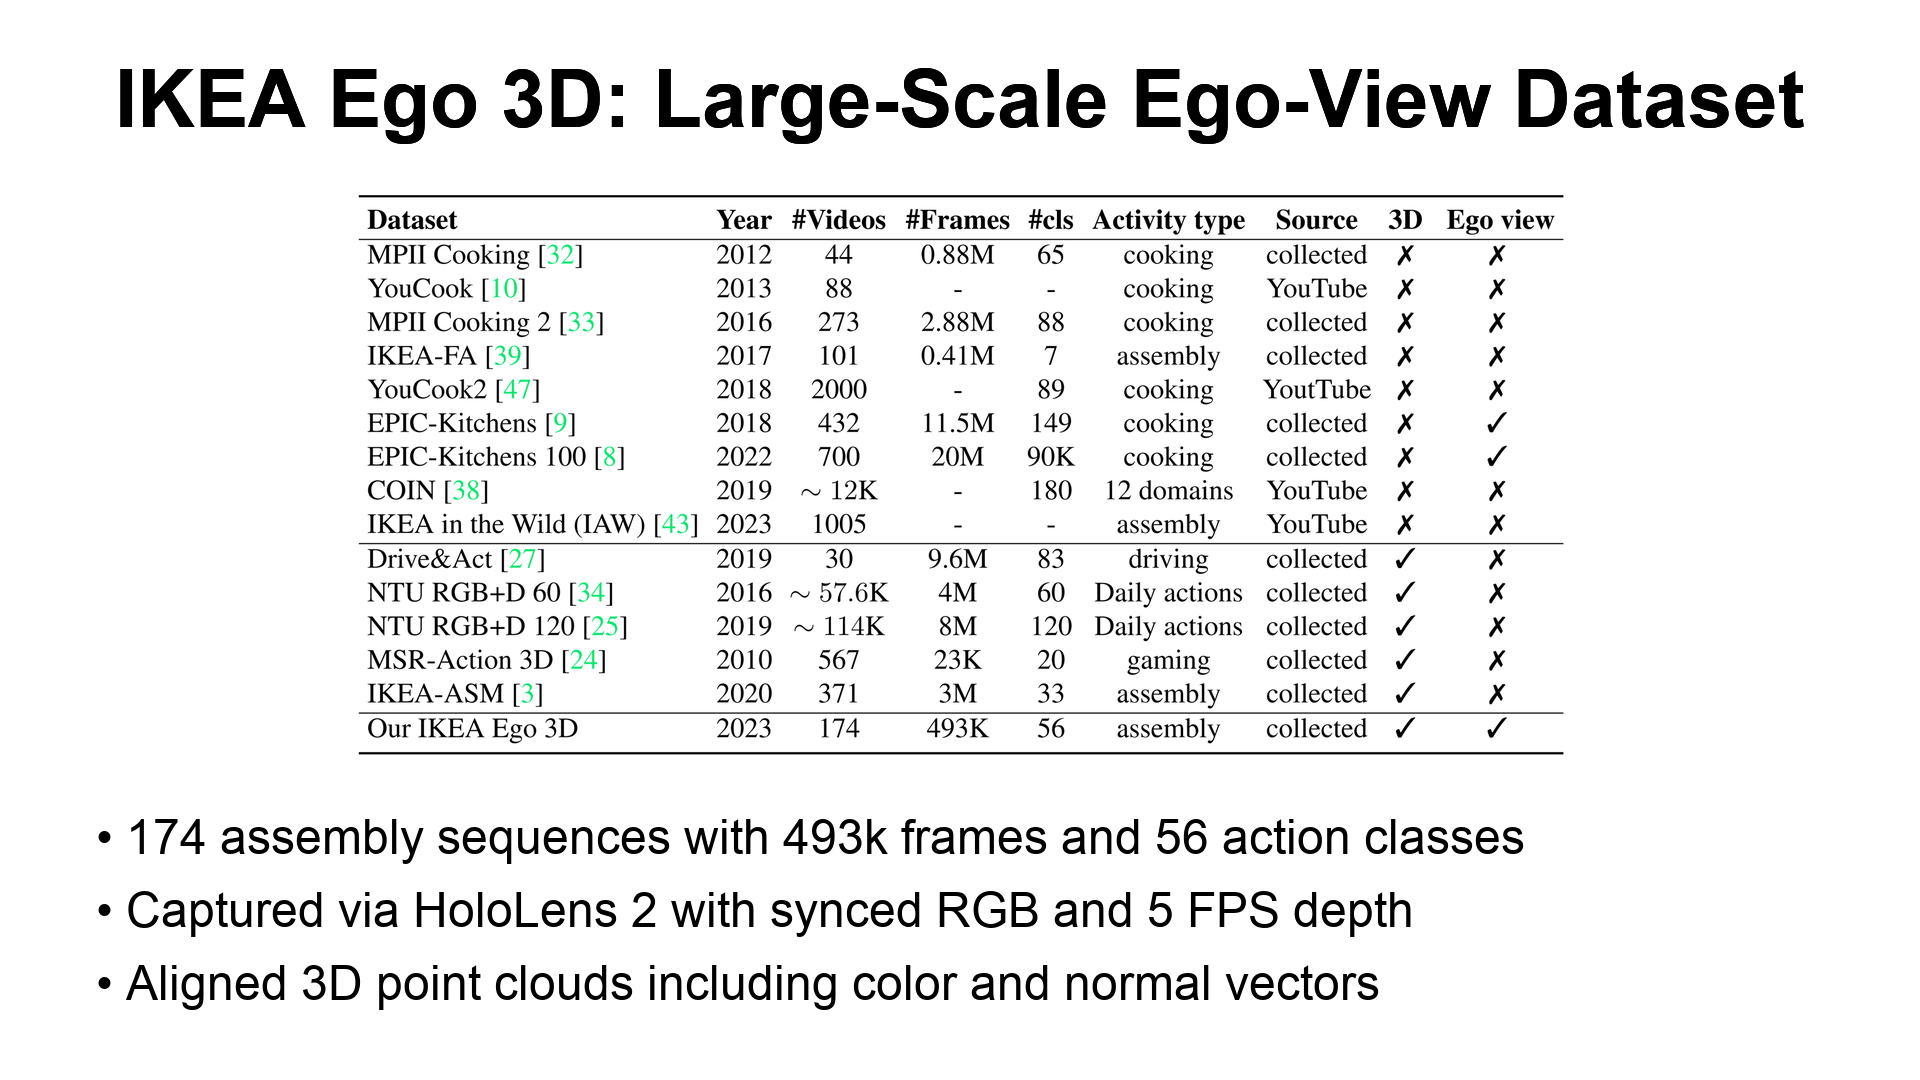 IKEA Ego 3D: Large-Scale Ego-View Dataset
Dataset Year #Videos #Frames #cls Activity type Source 3D Ego view
MPII Cooking [32] 2012 44 0.88M 65 cooking collected ✗ ✗
YouCook [10] 2013 88 - - cooking YouTube ✗ ✗
MPII Cooking 2 [33] 2016 273 2.88M 88 cooking collected ✗ ✗
IKEA-FA [39] 2017 101 0.41M 7 assembly collected ✗ ✗
YouCook2 [47] 2018 2000 - 89 cooking YoutTube ✗ ✗
EPIC-Kitchens [9] 2018 432 11.5M 149 cooking collected ✗ ✓
EPIC-Kitchens 100 [8] 2022 700 20M 90K cooking collected ✗ ✓
COIN [38] 2019 ∼ 12K - 180 12 domains YouTube ✗ ✗
IKEA in the Wild (IAW) [43] 2023 1005 - - assembly YouTube ✗ ✗
Drive&Act [27] 2019 30 9.6M 83 driving collected ✓ ✗
NTU RGB+D 60 [34] 2016 ∼ 57.6K 4M 60 Daily actions collected ✓ ✗
NTU RGB+D 120 [25] 2019 ∼ 114K 8M 120 Daily actions collected ✓ ✗
MSR-Action 3D [24] 2010 567 23K 20 gaming collected ✓ ✗
IKEA-ASM [3] 2020 371 3M 33 assembly collected ✓ ✗
Our IKEA Ego 3D 2023 174 493K 56 assembly collected ✓ ✓
• 174 assembly sequences with 493k frames and 56 action classes
• Captured via HoloLens 2 with synced RGB and 5 FPS depth
• Aligned 3D point clouds including color and normal vectors